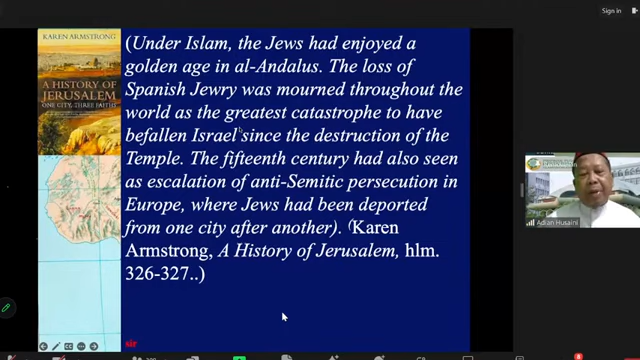 Sign in
KAREN ARMSTRONG
A HISTORY OF
JERUSALEM
ONE CITY, THREE FAITHS
(Under Islam, the Jews had enjoyed a
golden age in al-Andalus. The loss of
Spanish Jewry was mourned throughout the
world as the greatest catastrophe to have
befallen Israel since the destruction of the
Temple. The fifteenth century had also seen
as escalation of anti-Semitic persecution in
Europe, where Jews had been deported
from one city after another). (Karen
Armstrong, A History of Jerusalem, hlm.
326-327..)
sir
Adian Husaini